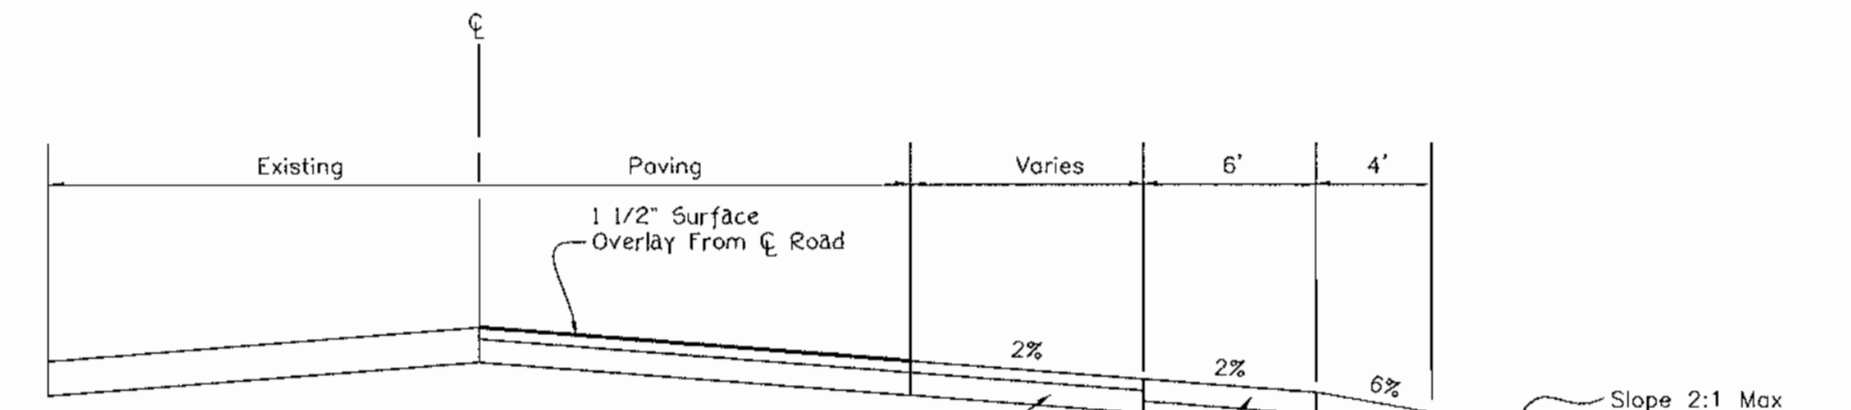 ℄
Existing Paving Varies 6' 4'
1 1/2" Surface
Overlay From ℄ Road
2%
2%
6%
Slope 2:1 Max